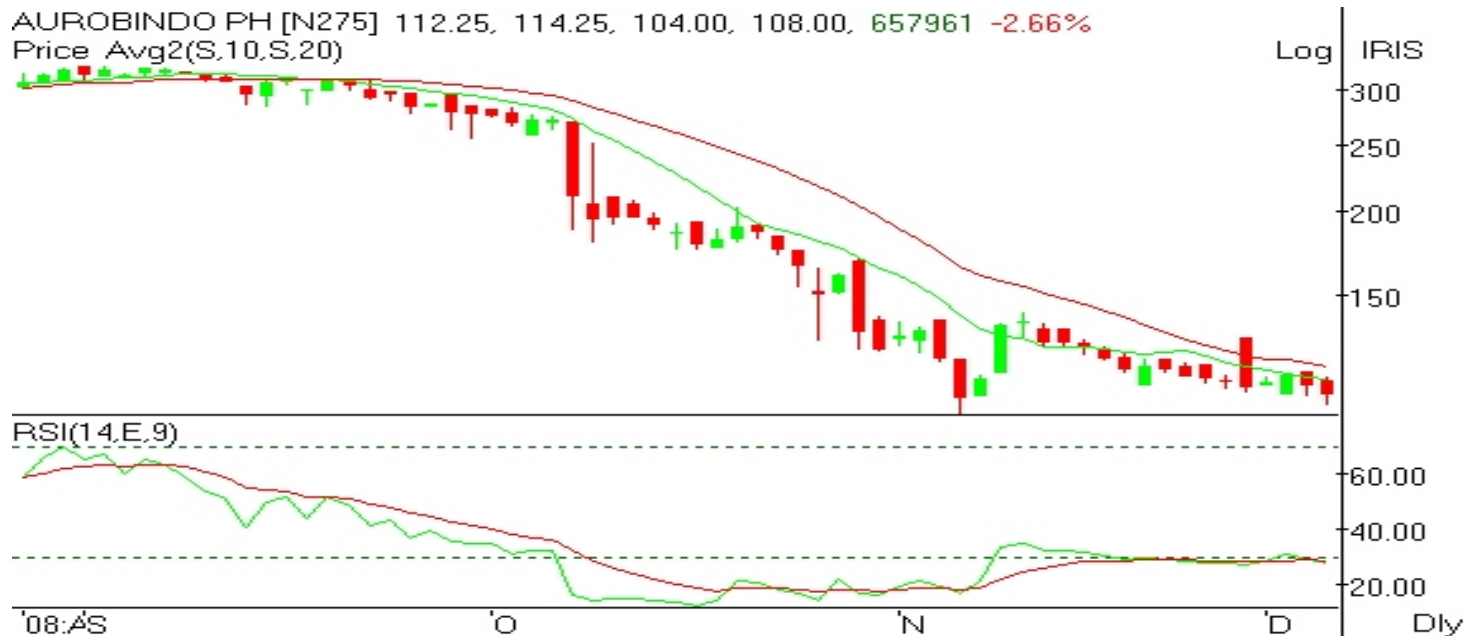 AUROBINDO PH [N275] 112.25, 114.25, 104.00, 108.00, 657961 -2.66%
Price Avg2(S,10,S,20) Log IRIS
300
250
200
150
RSI(14,E,9)
60.00
40.00
20.00
'08:A'S 'O 'N 'D Dly